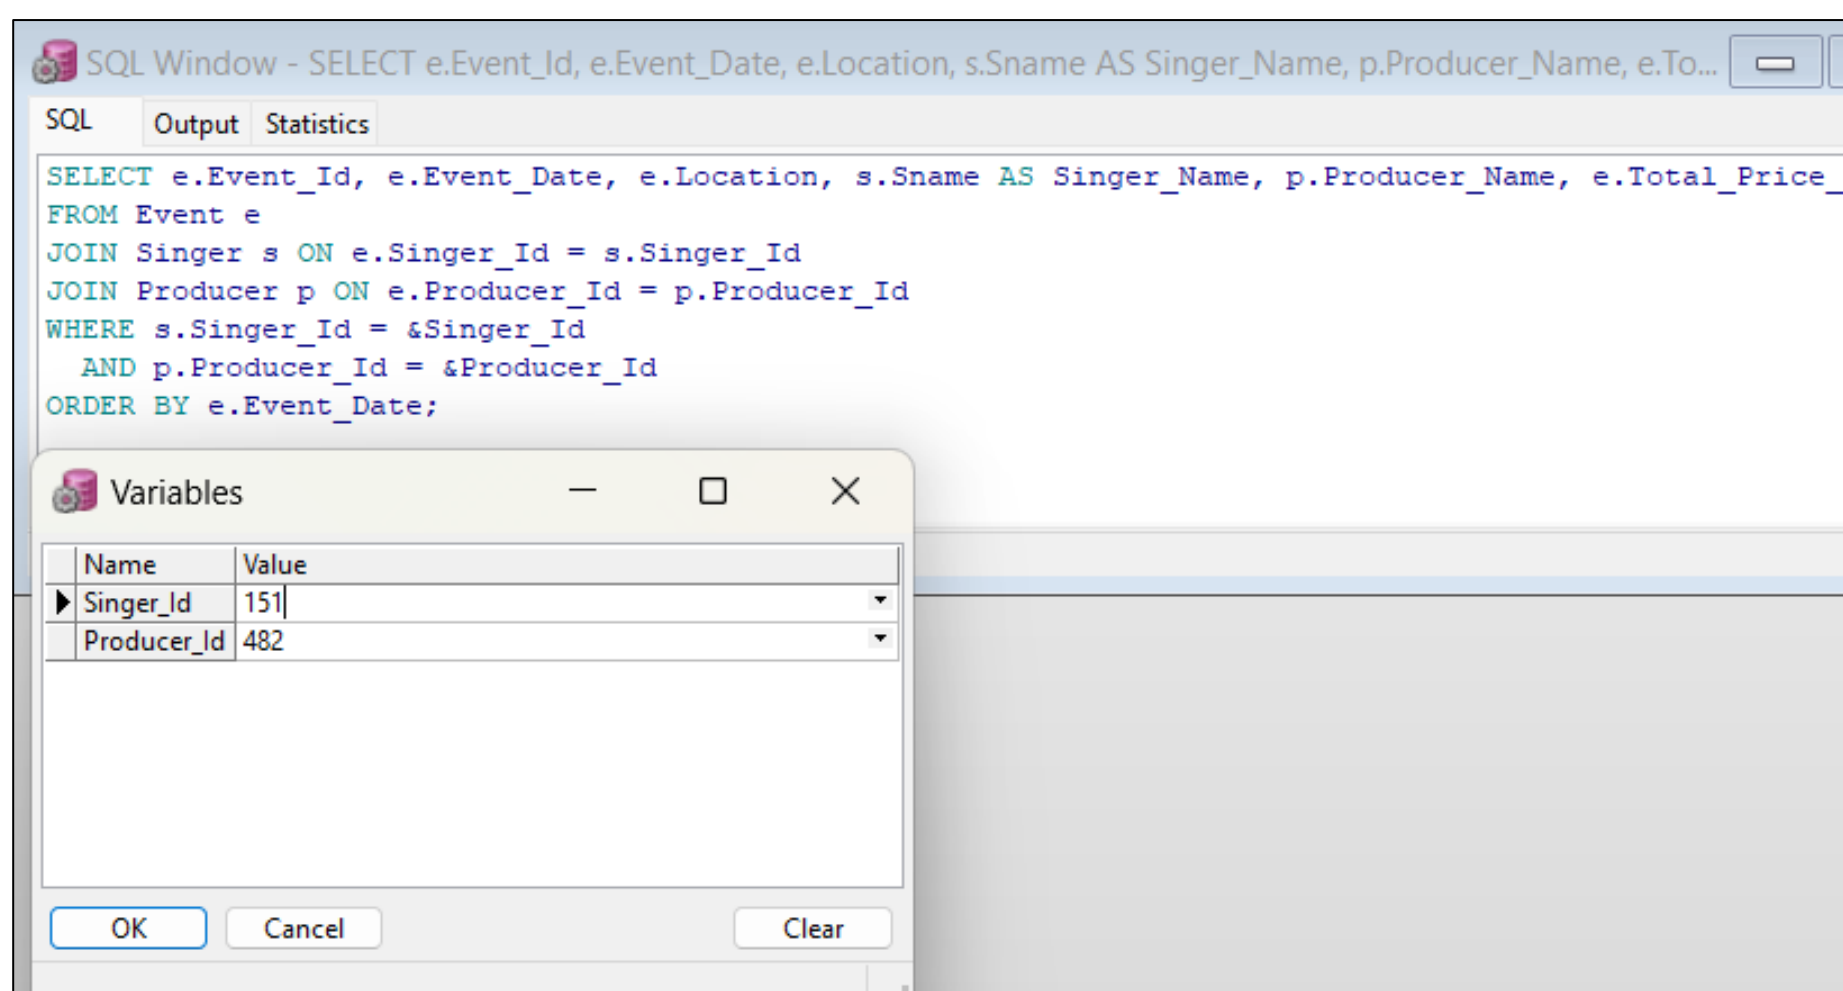 SQL Window - SELECT e.Event_Id, e.Event_Date, e.Location, s.Sname AS Singer_Name, p.Producer_Name, e.To...
SQL Output Statistics
SELECT e.Event_Id, e.Event_Date, e.Location, s.Sname AS Singer_Name, p.Producer_Name, e.Total_Price_
FROM Event e
JOIN Singer s ON e.Singer_Id = s.Singer_Id
JOIN Producer p ON e.Producer_Id = p.Producer_Id
WHERE s.Singer_Id = &Singer_Id
  AND p.Producer_Id = &Producer_Id
ORDER BY e.Event_Date;
Variables
Name Value
Singer_Id 151
Producer_Id 482
OK Cancel Clear